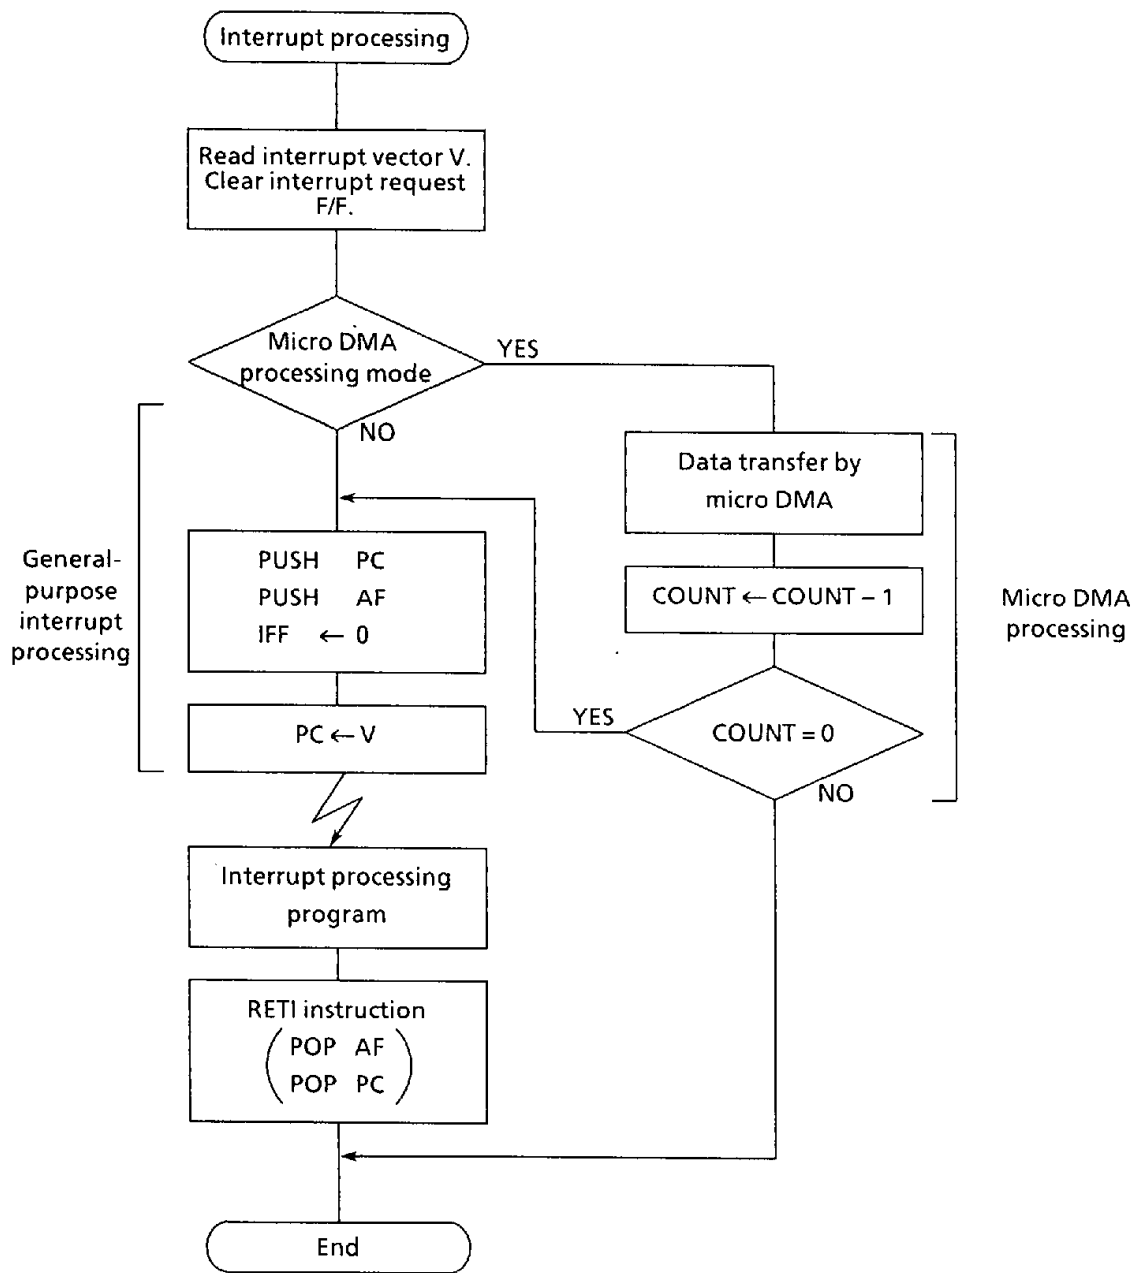 Interrupt processing
Read interrupt vector V.
Clear interrupt request
F/F.
Micro DMA
processing mode
YES
NO
Data transfer by
micro DMA
General-
purpose
interrupt
processing
PUSH PC
PUSH AF
IFF ← 0
COUNT ← COUNT – 1
Micro DMA
processing
YES
COUNT = 0
NO
PC ← V
Interrupt processing
program
RETI instruction
(POP AF
POP PC)
End